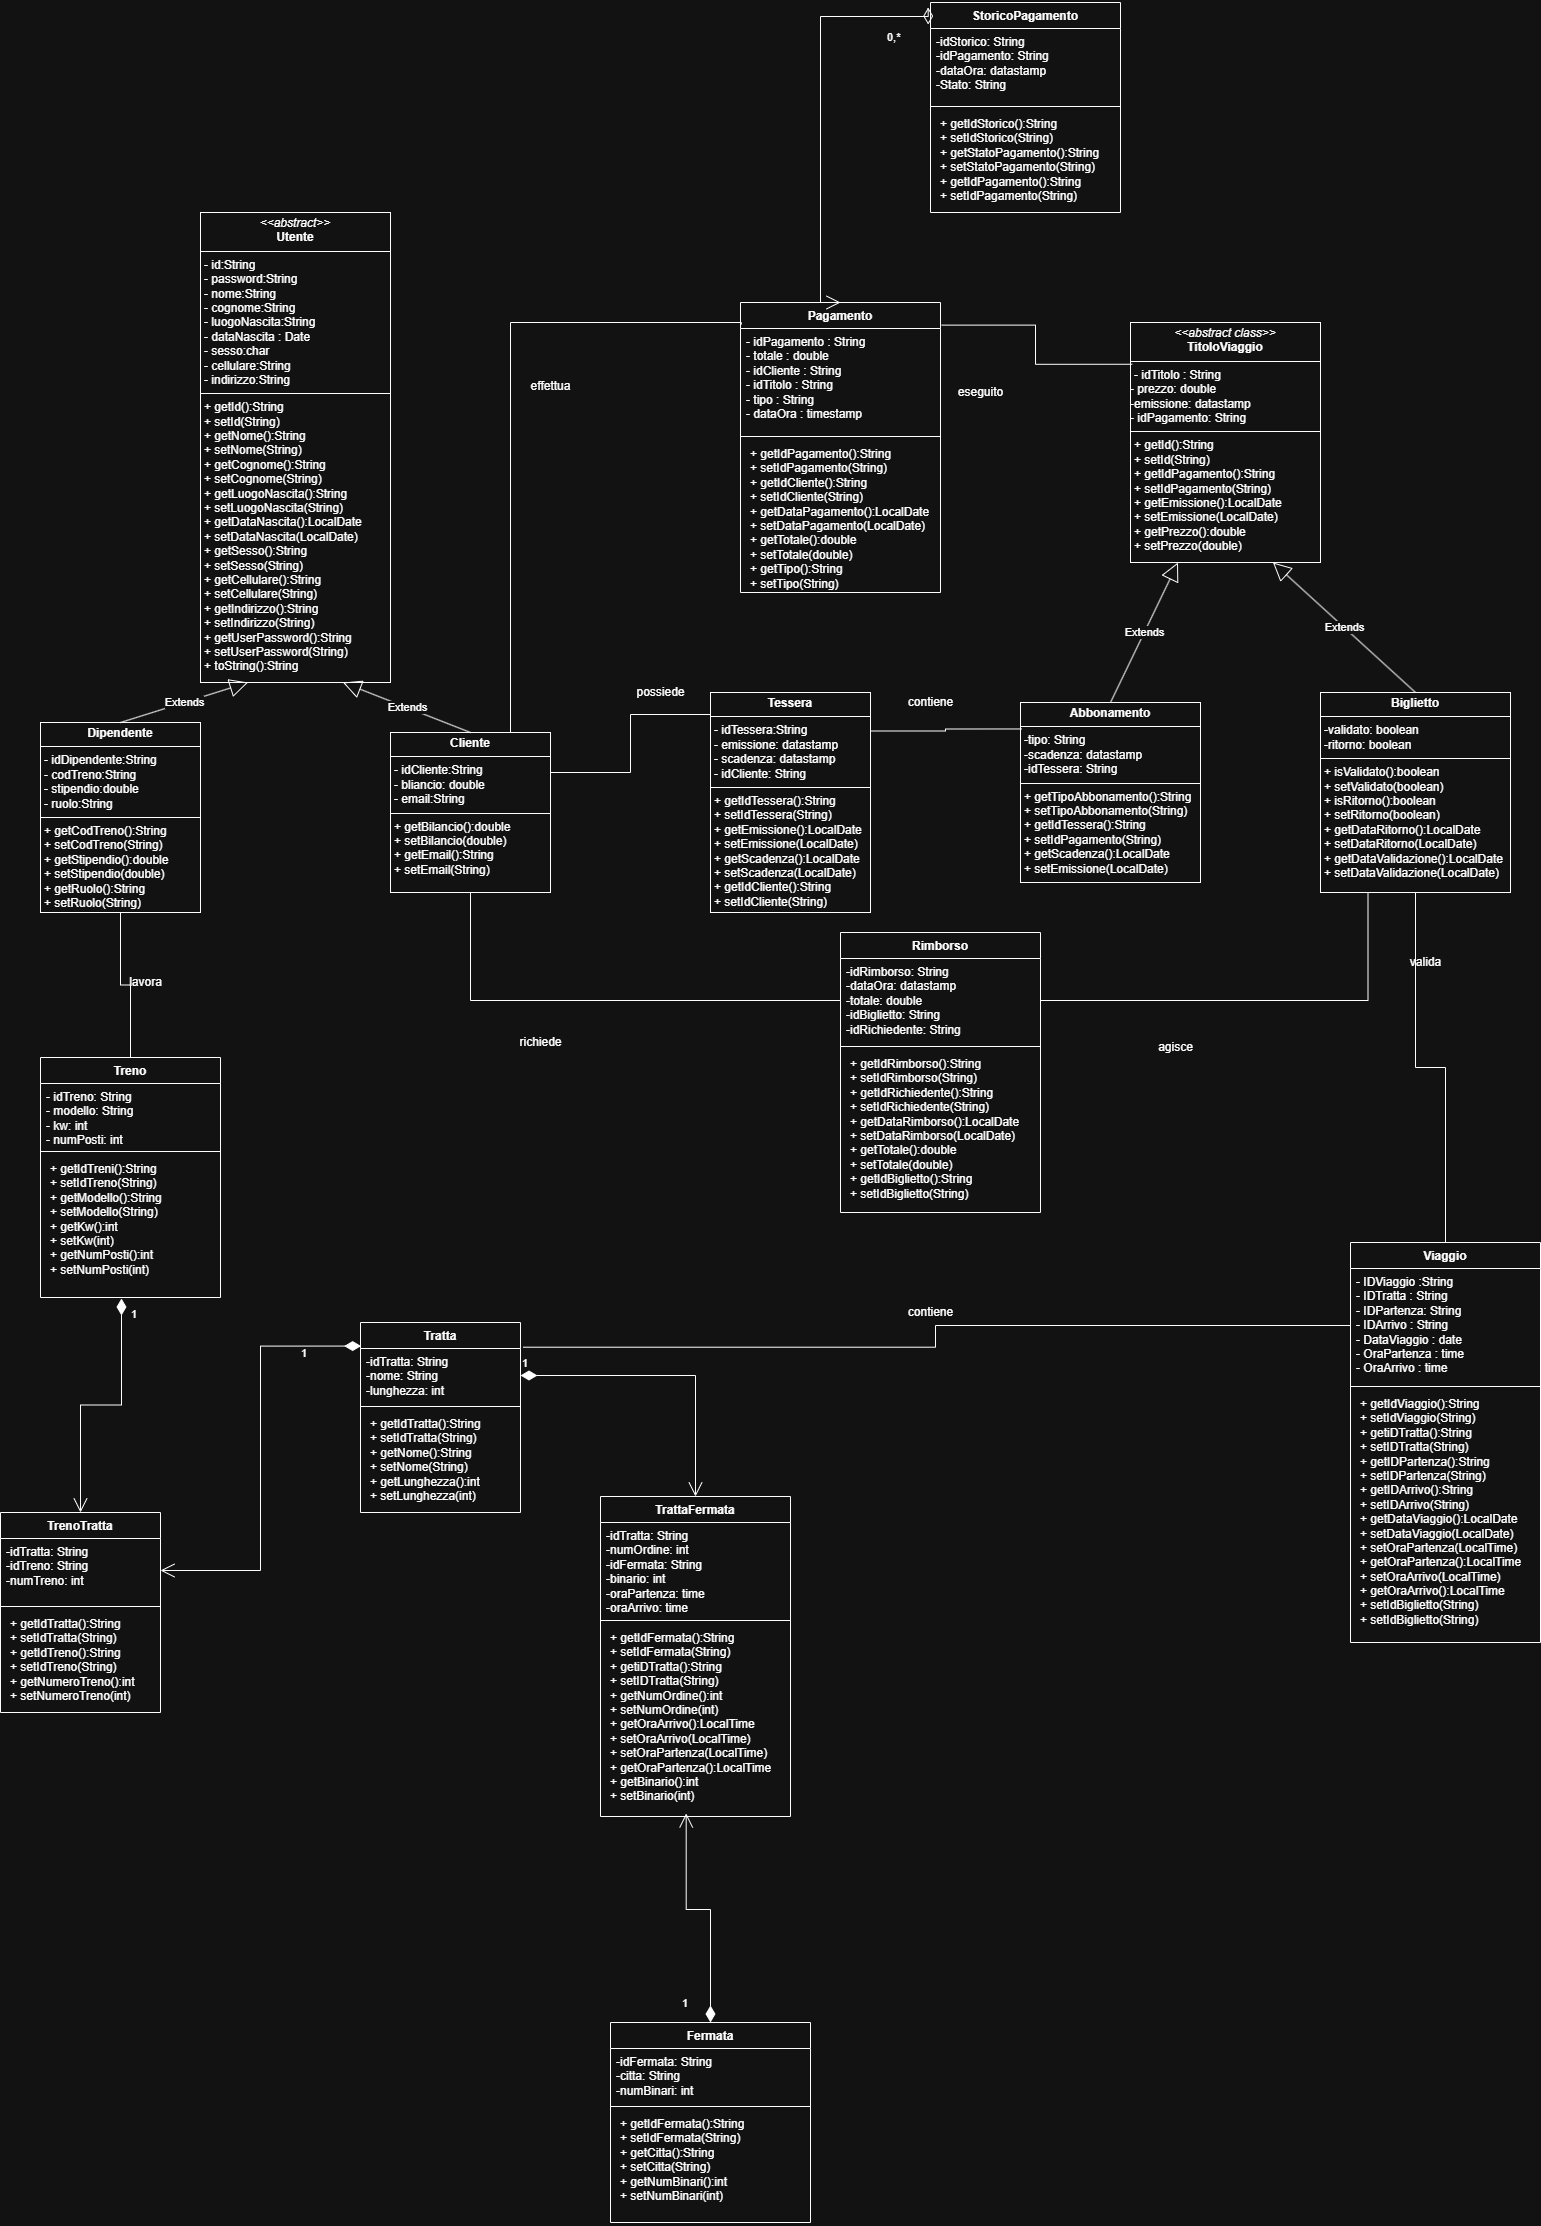 StoricoPagamento
0,*
-idStorico: String
-idPagamento: String
-dataOra: datastamp
-Stato: String
+ getIdStorico():String
+ setIdStorico(String)
+ getStatoPagamento():String
+ setStatoPagamento(String)
+ getIdPagamento():String
+ setIdPagamento(String)
<<abstract>>
Utente
- id:String
- password:String
- nome:String
- cognome:String
- luogoNascita:String
- dataNascita : Date
- sesso:char
- cellulare:String
- indirizzo:String
+ getId():String
+ setId(String)
+ getNome():String
+ setNome(String)
+ getCognome():String
+ setCognome(String)
+ getLuogoNascita():String
+ setLuogoNascita(String)
+ getDataNascita():LocalDate
+ setDataNascita(LocalDate)
+ getSesso():String
+ setSesso(String)
+ getCellulare():String
+ setCellulare(String)
+ getIndirizzo():String
+ setIndirizzo(String)
+ getUserPassword():String
+ setUserPassword(String)
+ toString():String
effettua
Pagamento
- idPagamento : String
- totale : double
- idCliente : String
- idTitolo : String
- tipo : String
- dataOra : timestamp
+ getIdPagamento():String
+ setIdPagamento(String)
+ getIdCliente():String
+ setIdCliente(String)
+ getDataPagamento():LocalDate
+ setDataPagamento(LocalDate)
+ getTotale():double
+ setTotale(double)
+ getTipo():String
+ setTipo(String)
eseguito
<<abstract class>>
TitoloViaggio
- idTitolo : String
- prezzo: double
-emissione: datastamp
- idPagamento: String
+ getId():String
+ setId(String)
+ getIdPagamento():String
+ setIdPagamento(String)
+ getEmissione():LocalDate
+ setEmissione(LocalDate)
+ getPrezzo():double
+ setPrezzo(double)
Extends
Extends
Extends
Extends
Dipendente
- idDipendente:String
- codTreno:String
- stipendio:double
- ruolo:String
+ getCodTreno():String
+ setCodTreno(String)
+ getStipendio():double
+ setStipendio(double)
+ getRuolo():String
+ setRuolo(String)
Cliente
- idCliente:String
- bliancio: double
- email:String
+ getBilancio():double
+ setBilancio(double)
+ getEmail():String
+ setEmail(String)
possiede
Tessera
- idTessera:String
- emissione: datastamp
- scadenza: datastamp
- idCliente: String
+ getIdTessera():String
+ setIdTessera(String)
+ getEmissione():LocalDate
+ setEmissione(LocalDate)
+ getScadenza():LocalDate
+ setScadenza(LocalDate)
+ getIdCliente():String
+ setIdCliente(String)
contiene
Abbonamento
-tipo: String
-scadenza: datastamp
-idTessera: String
+ getTipoAbbonamento():String
+ setTipoAbbonamento(String)
+ getIdTessera():String
+ setIdPagamento(String)
+ getScadenza():LocalDate
+ setEmissione(LocalDate)
Biglietto
-validato: boolean
-ritorno: boolean
+ isValidato():boolean
+ setValidato(boolean)
+ isRitorno():boolean
+ setRitorno(boolean)
+ getDataRitorno():LocalDate
+ setDataRitorno(LocalDate)
+ getDataValidazione():LocalDate
+ setDataValidazione(LocalDate)
lavora
richiede
Rimborso
-idRimborso: String
-dataOra: datastamp
-totale: double
-idBiglietto: String
-idRichiedente: String
+ getIdRimborso():String
+ setIdRimborso(String)
+ getIdRichiedente():String
+ setIdRichiedente(String)
+ getDataRimborso():LocalDate
+ setDataRimborso(LocalDate)
+ getTotale():double
+ setTotale(double)
+ getIdBiglietto():String
+ setIdBiglietto(String)
agisce
valida
Treno
- idTreno: String
- modello: String
- kw: int
- numPosti: int
+ getIdTreni():String
+ setIdTreno(String)
+ getModello():String
+ setModello(String)
+ getKw():int
+ setKw(int)
+ getNumPosti():int
+ setNumPosti(int)
1
Viaggio
- IDViaggio :String
- IDTratta : String
- IDPartenza: String
- IDArrivo : String
- DataViaggio : date
- OraPartenza : time
- OraArrivo : time
+ getIdViaggio():String
+ setIdViaggio(String)
+ getiDTratta():String
+ setIDTratta(String)
+ getIDPartenza():String
+ setIDPartenza(String)
+ getIDArrivo():String
+ setIDArrivo(String)
+ getDataViaggio():LocalDate
+ setDataViaggio(LocalDate)
+ setOraPartenza(LocalTime)
+ getOraPartenza():LocalTime
+ setOraArrivo(LocalTime)
+ getOraArrivo():LocalTime
+ setIdBiglietto(String)
+ setIdBiglietto(String)
contiene
1
Tratta
-idTratta: String
-nome: String
-lunghezza: int
+ getIdTratta():String
+ setIdTratta(String)
+ getNome():String
+ setNome(String)
+ getLunghezza():int
+ setLunghezza(int)
1
TrenoTratta
-idTratta: String
-idTreno: String
-numTreno: int
+ getIdTratta():String
+ setIdTratta(String)
+ getIdTreno():String
+ setIdTreno(String)
+ getNumeroTreno():int
+ setNumeroTreno(int)
TrattaFermata
-idTratta: String
-numOrdine: int
-idFermata: String
-binario: int
-oraPartenza: time
-oraArrivo: time
+ getIdFermata():String
+ setIdFermata(String)
+ getiDTratta():String
+ setIDTratta(String)
+ getNumOrdine():int
+ setNumOrdine(int)
+ getOraArrivo():LocalTime
+ setOraArrivo(LocalTime)
+ setOraPartenza(LocalTime)
+ getOraPartenza():LocalTime
+ getBinario():int
+ setBinario(int)
1
Fermata
-idFermata: String
-citta: String
-numBinari: int
+ getIdFermata():String
+ setIdFermata(String)
+ getCitta():String
+ setCitta(String)
+ getNumBinari():int
+ setNumBinari(int)